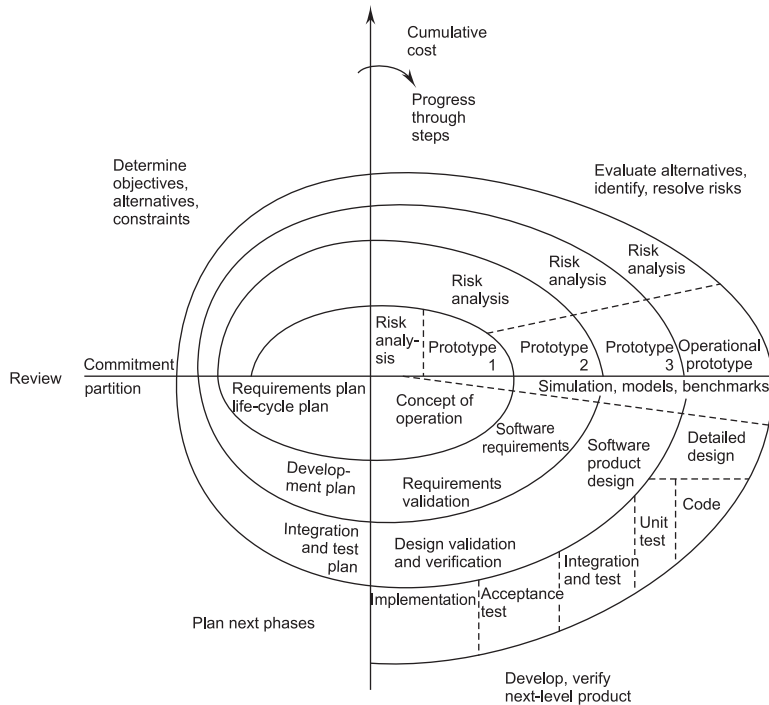 Cumulative
cost
Progress
through
steps
Determine
objectives,
alternatives,
constraints
Evaluate alternatives,
identify, resolve risks
Risk
analysis
Risk
analysis
Risk
analysis
Risk
analy-
sis
Prototype
1
Prototype
2
Prototype
3
Operational
prototype
Review
Commitment
partition
Simulation, models, benchmarks
Requirements plan
life-cycle plan
Concept of
operation
Software
requirements
Software
product
design
Detailed
design
Develop-
ment plan
Requirements
validation
Code
Unit
test
Integration
and test
plan
Design validation
and verification
Integration
and test
Implementation
Acceptance
test
Plan next phases
Develop, verify
next-level product